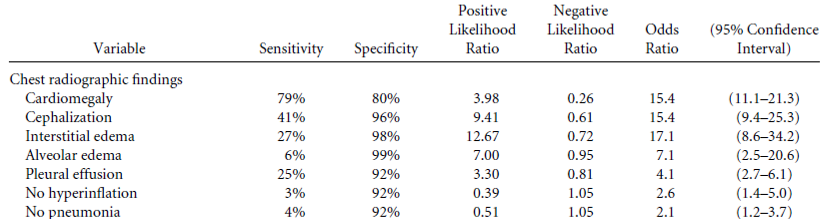 Positive Negative
Likelihood Likelihood Odds (95% Confidence
Variable Sensitivity Specificity Ratio Ratio Ratio Interval)
Chest radiographic findings
Cardiomegaly 79% 80% 3.98 0.26 15.4 (11.1–21.3)
Cephalization 41% 96% 9.41 0.61 15.4 (9.4–25.3)
Interstitial edema 27% 98% 12.67 0.72 17.1 (8.6–34.2)
Alveolar edema 6% 99% 7.00 0.95 7.1 (2.5–20.6)
Pleural effusion 25% 92% 3.30 0.81 4.1 (2.7–6.1)
No hyperinflation 3% 92% 0.39 1.05 2.6 (1.4–5.0)
No pneumonia 4% 92% 0.51 1.05 2.1 (1.2–3.7)